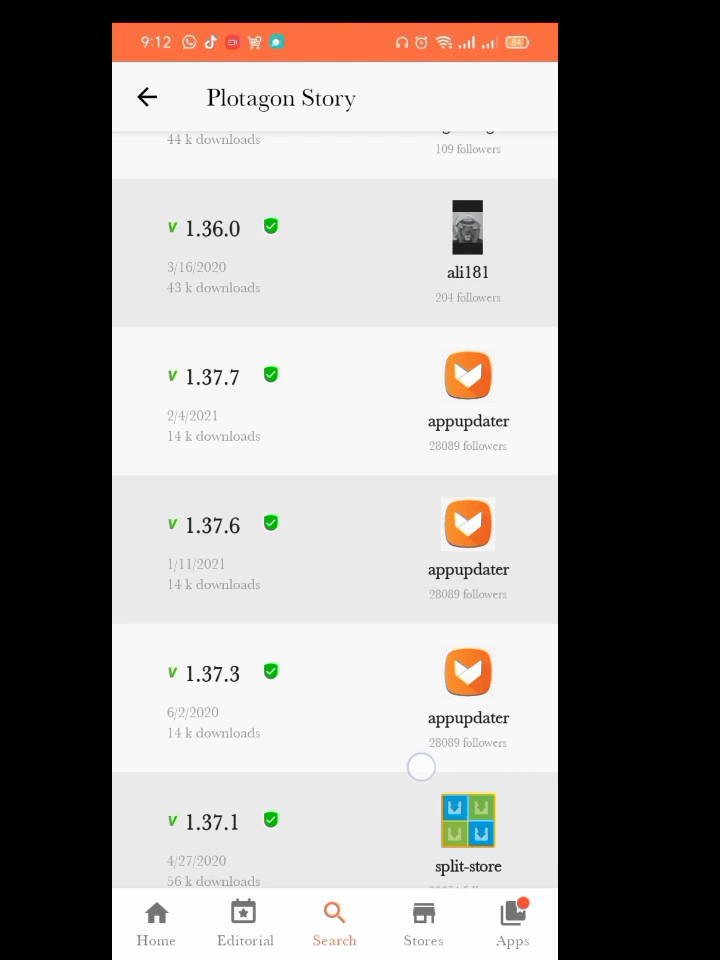 9:12
84
Plotagon Story
44 k downloads
109 followers
v 1.36.0
3/16/2020
43 k downloads
ali181
204 followers
v 1.37.7
2/4/2021
14 k downloads
appupdater
28089 followers
v 1.37.6
1/11/2021
14 k downloads
appupdater
28089 followers
v 1.37.3
6/2/2020
14 k downloads
appupdater
28089 followers
v 1.37.1
4/27/2020
56 k downloads
split-store
Home
Editorial
Search
Stores
Apps